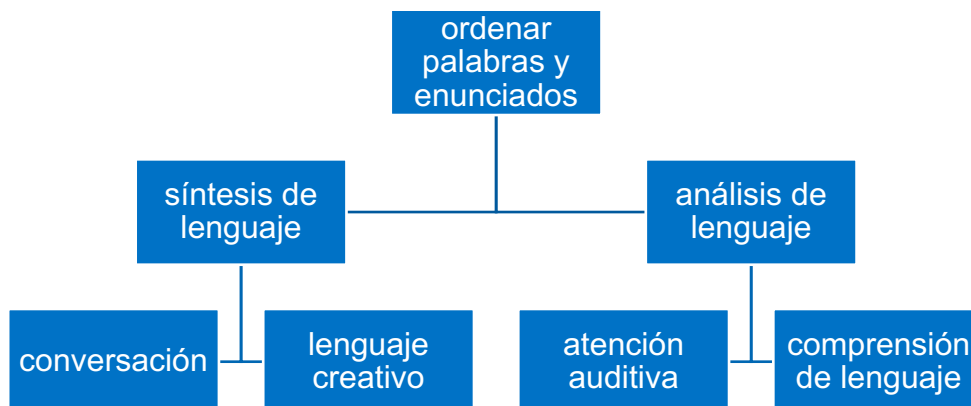 ordenar
palabras y
enunciados
síntesis de
lenguaje
análisis de
lenguaje
conversación
lenguaje
creativo
atención
auditiva
comprensión
de lenguaje